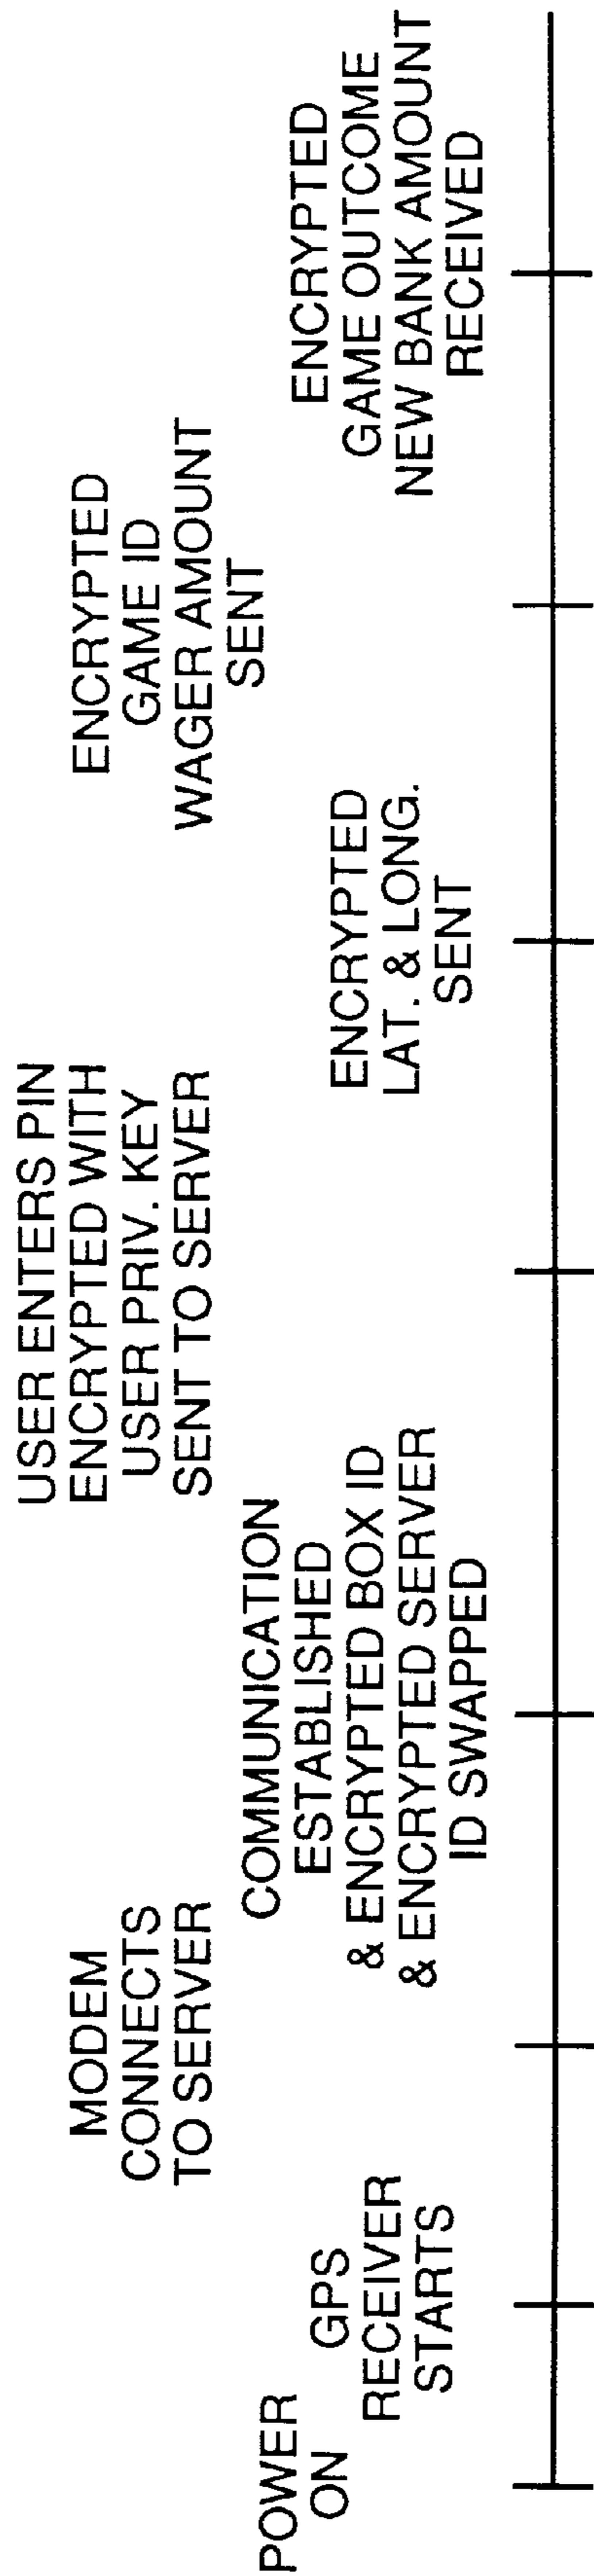 POWER
ON
GPS
RECEIVER
STARTS
MODEM
CONNECTS
TO SERVER
COMMUNICATION
ESTABLISHED
& ENCRYPTED BOX ID
& ENCRYPTED SERVER
ID SWAPPED
USER ENTERS PIN
ENCRYPTED WITH
USER PRIV. KEY
SENT TO SERVER
ENCRYPTED
LAT. & LONG.
SENT
ENCRYPTED
GAME ID
WAGER AMOUNT
SENT
ENCRYPTED
GAME OUTCOME
NEW BANK AMOUNT
RECEIVED